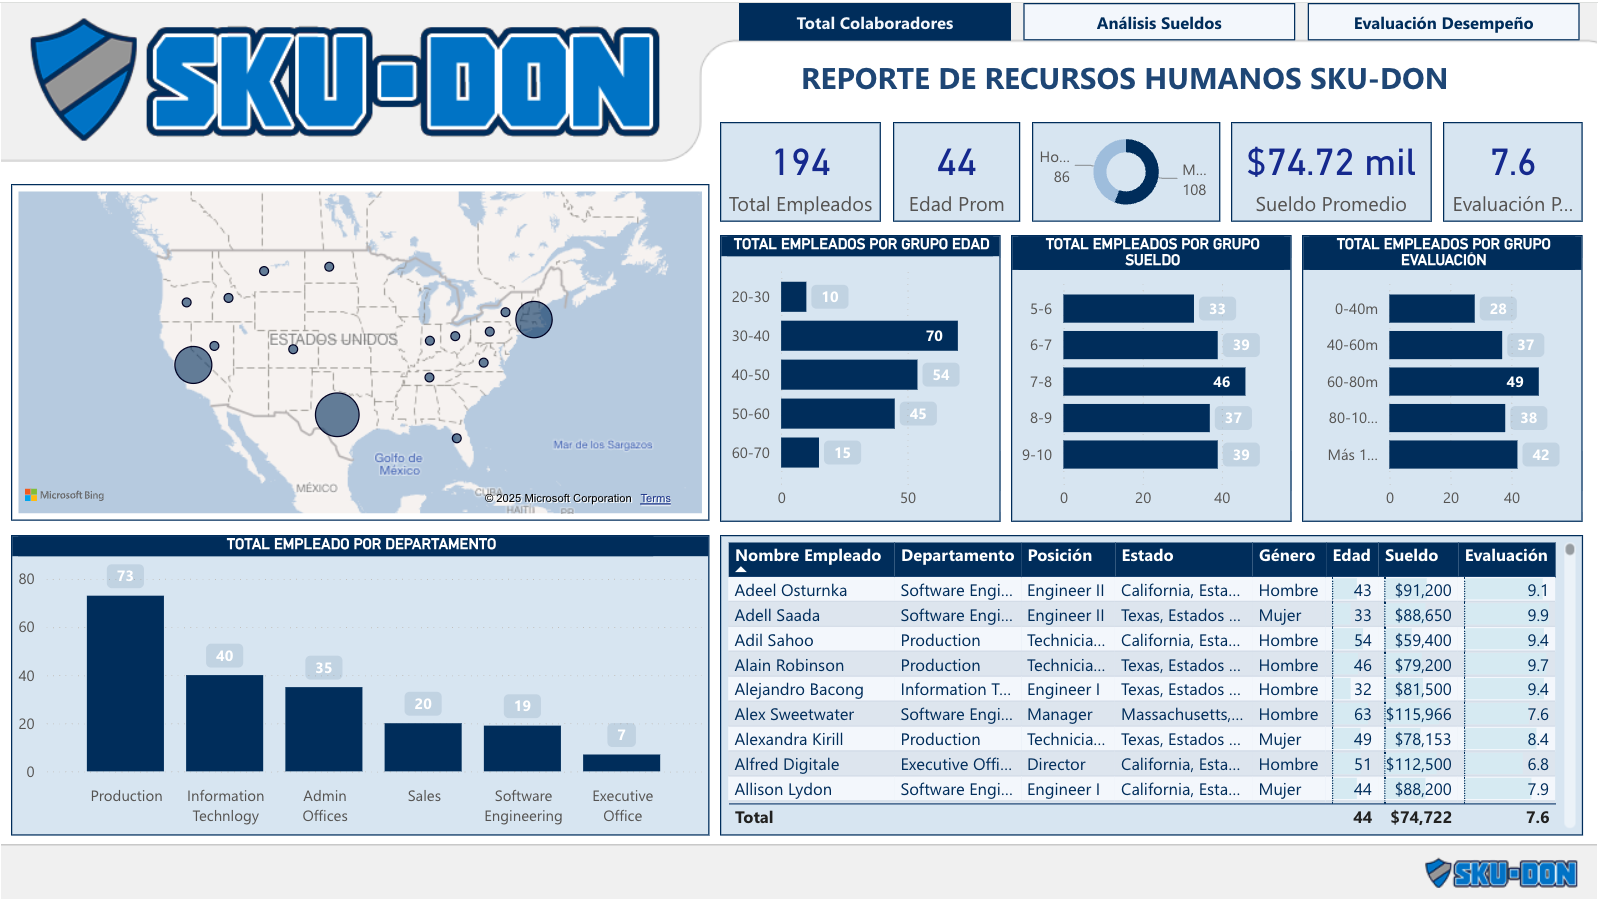 SKU-DON
Total Colaboradores
Análisis Sueldos
Evaluación Desempeño
REPORTE DE RECURSOS HUMANOS SKU-DON
194
Total Empleados
44
Edad Prom
Ho...
86
M...
108
$74.72 mil
Sueldo Promedio
7.6
Evaluación P...
ESTADOS UNIDOS
MÉXICO
Golfo de
México
Mar de los Sargazos
CUBA
HAITÍ
PR
Microsoft Bing
© 2025 Microsoft Corporation Terms
TOTAL EMPLEADOS POR GRUPO EDAD
20-30 10
30-40 70
40-50 54
50-60 45
60-70 15
0 50
TOTAL EMPLEADOS POR GRUPO
SUELDO
5-6 33
6-7 39
7-8 46
8-9 37
9-10 39
0 20 40
TOTAL EMPLEADOS POR GRUPO
EVALUACIÓN
0-40m 28
40-60m 37
60-80m 49
80-10... 38
Más 1... 42
0 20 40
TOTAL EMPLEADO POR DEPARTAMENTO
80
60
40
20
0
73
40
35
20
19
7
Production
Information
Technlogy
Admin
Offices
Sales
Software
Engineering
Executive
Office
Nombre Empleado Departamento Posición Estado Género Edad Sueldo Evaluación
Adeel Osturnka Software Engi... Engineer II California, Esta... Hombre 43 $91,200 9.1
Adell Saada Software Engi... Engineer II Texas, Estados ... Mujer 33 $88,650 9.9
Adil Sahoo Production Technicia... California, Esta... Hombre 54 $59,400 9.4
Alain Robinson Production Technicia... Texas, Estados ... Hombre 46 $79,200 9.7
Alejandro Bacong Information T... Engineer I Texas, Estados ... Hombre 32 $81,500 9.4
Alex Sweetwater Software Engi... Manager Massachusetts,... Hombre 63 $115,966 7.6
Alexandra Kirill Production Technicia... Texas, Estados ... Mujer 49 $78,153 8.4
Alfred Digitale Executive Offi... Director California, Esta... Hombre 51 $112,500 6.8
Allison Lydon Software Engi... Engineer I California, Esta... Mujer 44 $88,200 7.9
Total 44 $74,722 7.6
SKU-DON